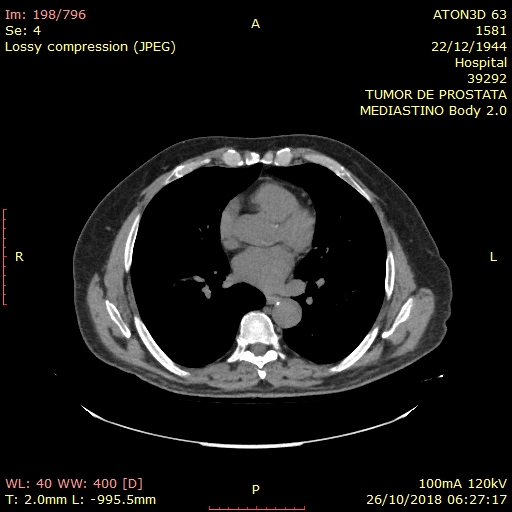 Im: 198/796
Se: 4
Lossy compression (JPEG)
A
ATON3D 63
1581
22/12/1944
Hospital
39292
TUMOR DE PROSTATA
MEDIASTINO Body 2.0
R
L
WL: 40 WW: 400 [D]
T: 2.0mm L: -995.5mm
P
100mA 120kV
26/10/2018 06:27:17